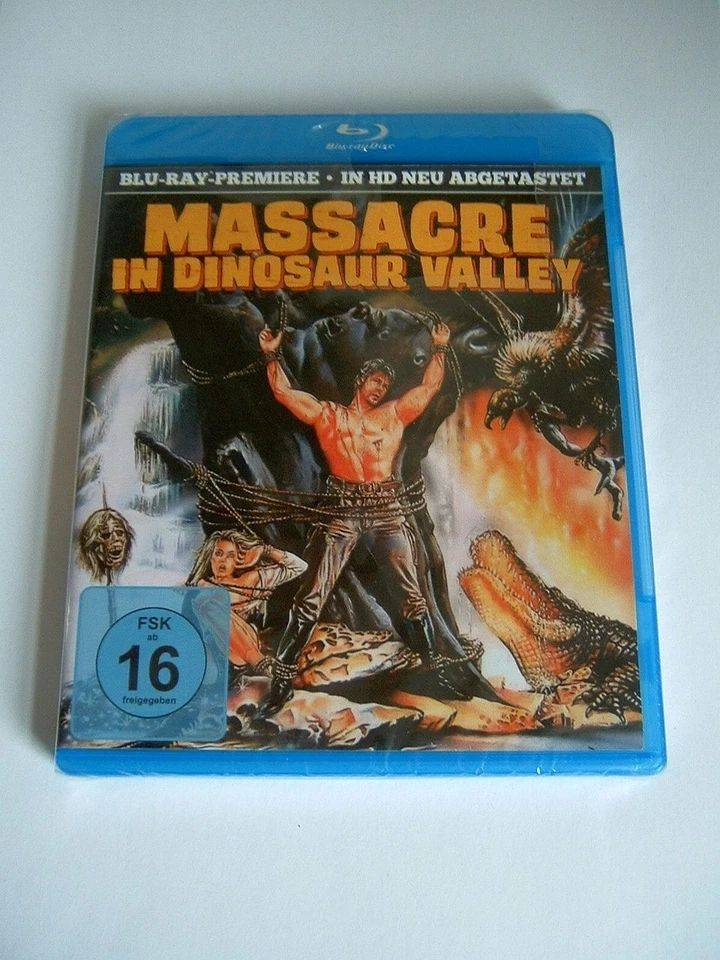 Blu-ray Disc
BLU-RAY-PREMIERE • IN HD NEU ABGETASTET
MASSACRE
IN DINOSAUR VALLEY
FSK
ab
16
freigegeben